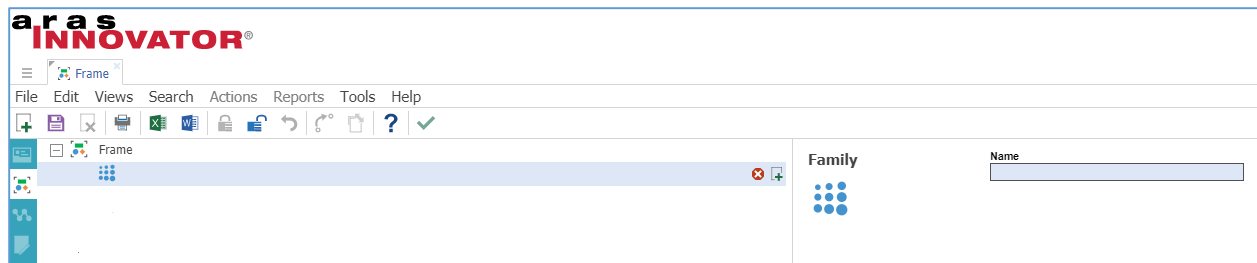 aras
INNOVATOR®
Frame
File Edit Views Search Actions Reports Tools Help
Frame
Family
Name